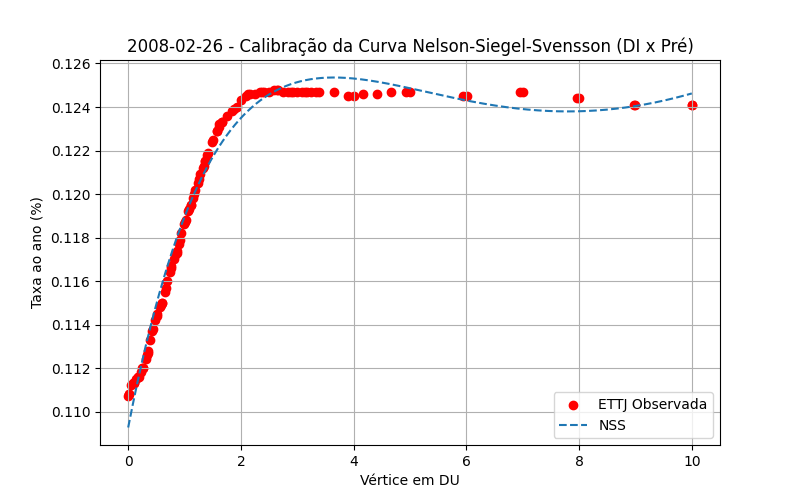 2008-02-26 - Calibração da Curva Nelson-Siegel-Svensson (DI x Pré)
Taxa ao ano (%)
0.126
0.124
0.122
0.120
0.118
0.116
0.114
0.112
0.110
ETTJ Observada
NSS
0 2 4 6 8 10
Vértice em DU